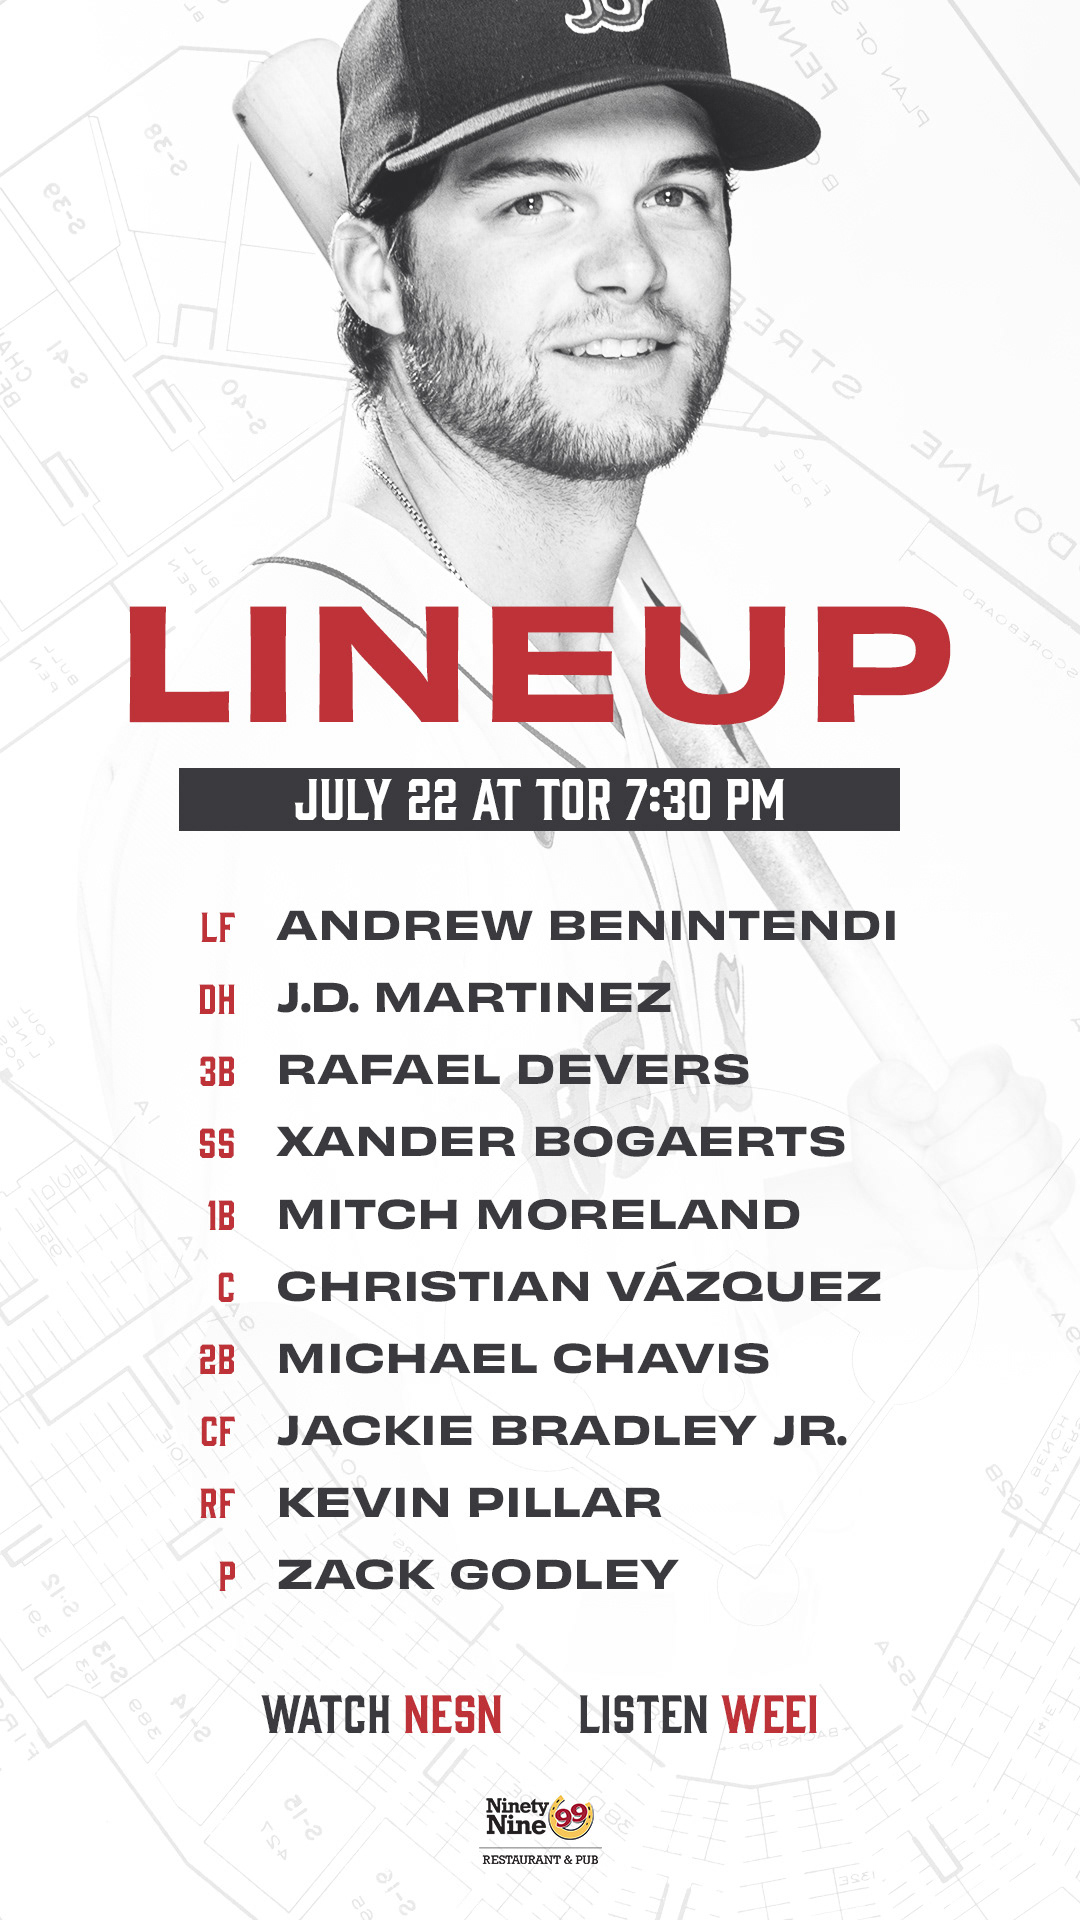 LINEUP
JULY 22 AT TOR 7:30 PM
LF ANDREW BENINTENDI
DH J.D. MARTINEZ
3B RAFAEL DEVERS
SS XANDER BOGAERTS
1B MITCH MORELAND
C CHRISTIAN VÁZQUEZ
2B MICHAEL CHAVIS
CF JACKIE BRADLEY JR.
RF KEVIN PILLAR
P ZACK GODLEY
WATCH NESN LISTEN WEEI
Ninety
Nine 99
RESTAURANT & PUB